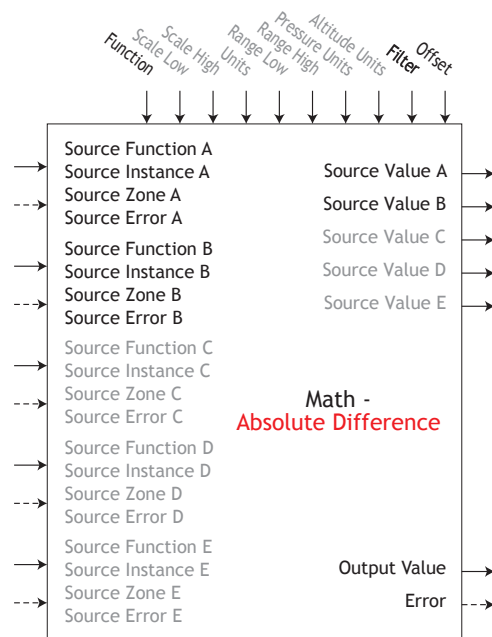 Function
Scale Low
Scale High
Units
Range Low
Range High
Pressure Units
Altitude Units
Filter
Offset
Source Function A
Source Instance A
Source Zone A
Source Error A
Source Function B
Source Instance B
Source Zone B
Source Error B
Source Function C
Source Instance C
Source Zone C
Source Error C
Source Function D
Source Instance D
Source Zone D
Source Error D
Source Function E
Source Instance E
Source Zone E
Source Error E
Source Value A
Source Value B
Source Value C
Source Value D
Source Value E
Math -
Absolute Difference
Output Value
Error